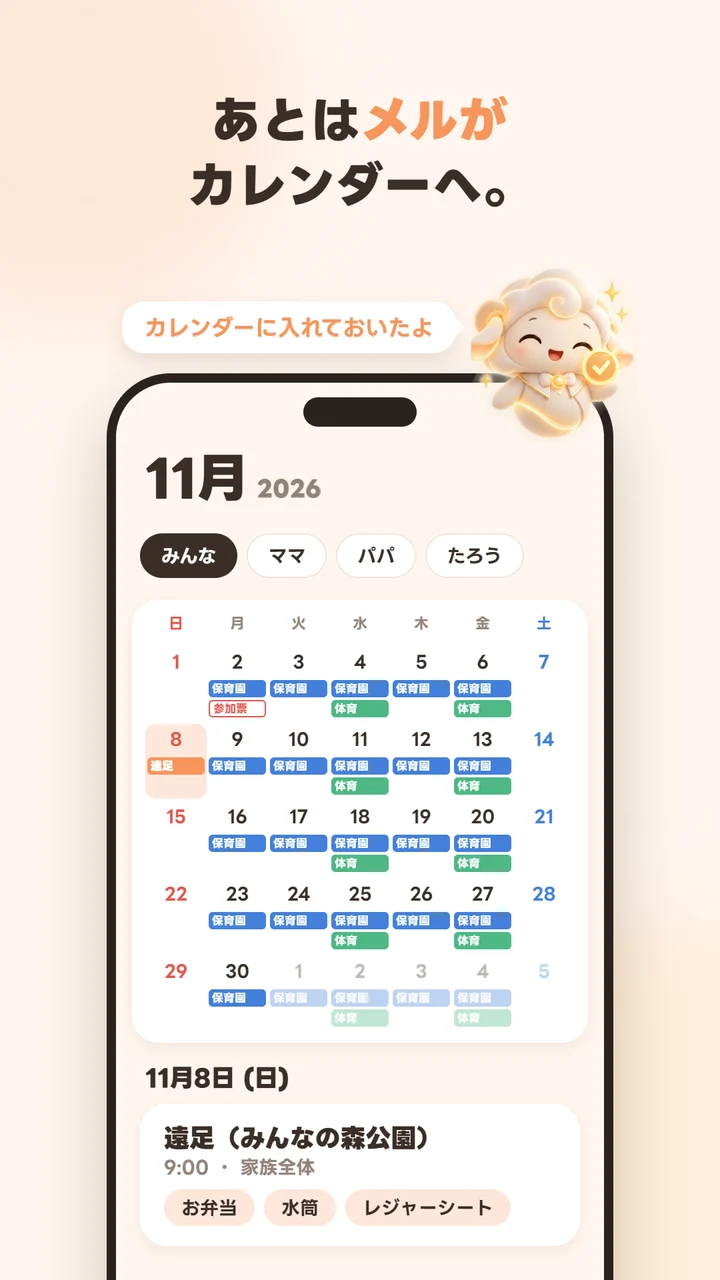 あとはメルが
カレンダーへ。
カレンダーに入れておいたよ
11月 2026
みんな ママ パパ たろう
日 月 火 水 木 金 土
1 2 3 4 5 6 7
保育園 保育園 保育園 保育園 保育園
参加票 体育 体育
8 9 10 11 12 13 14
遠足 保育園 保育園 保育園 保育園 保育園
体育 体育
15 16 17 18 19 20 21
保育園 保育園 保育園 保育園 保育園
体育 体育
22 23 24 25 26 27 28
保育園 保育園 保育園 保育園 保育園
体育 体育
29 30 1 2 3 4 5
保育園 保育園 保育園 保育園 保育園
体育 体育
11月8日 (日)
遠足（みんなの森公園）
9:00 ・ 家族全体
お弁当 水筒 レジャーシート